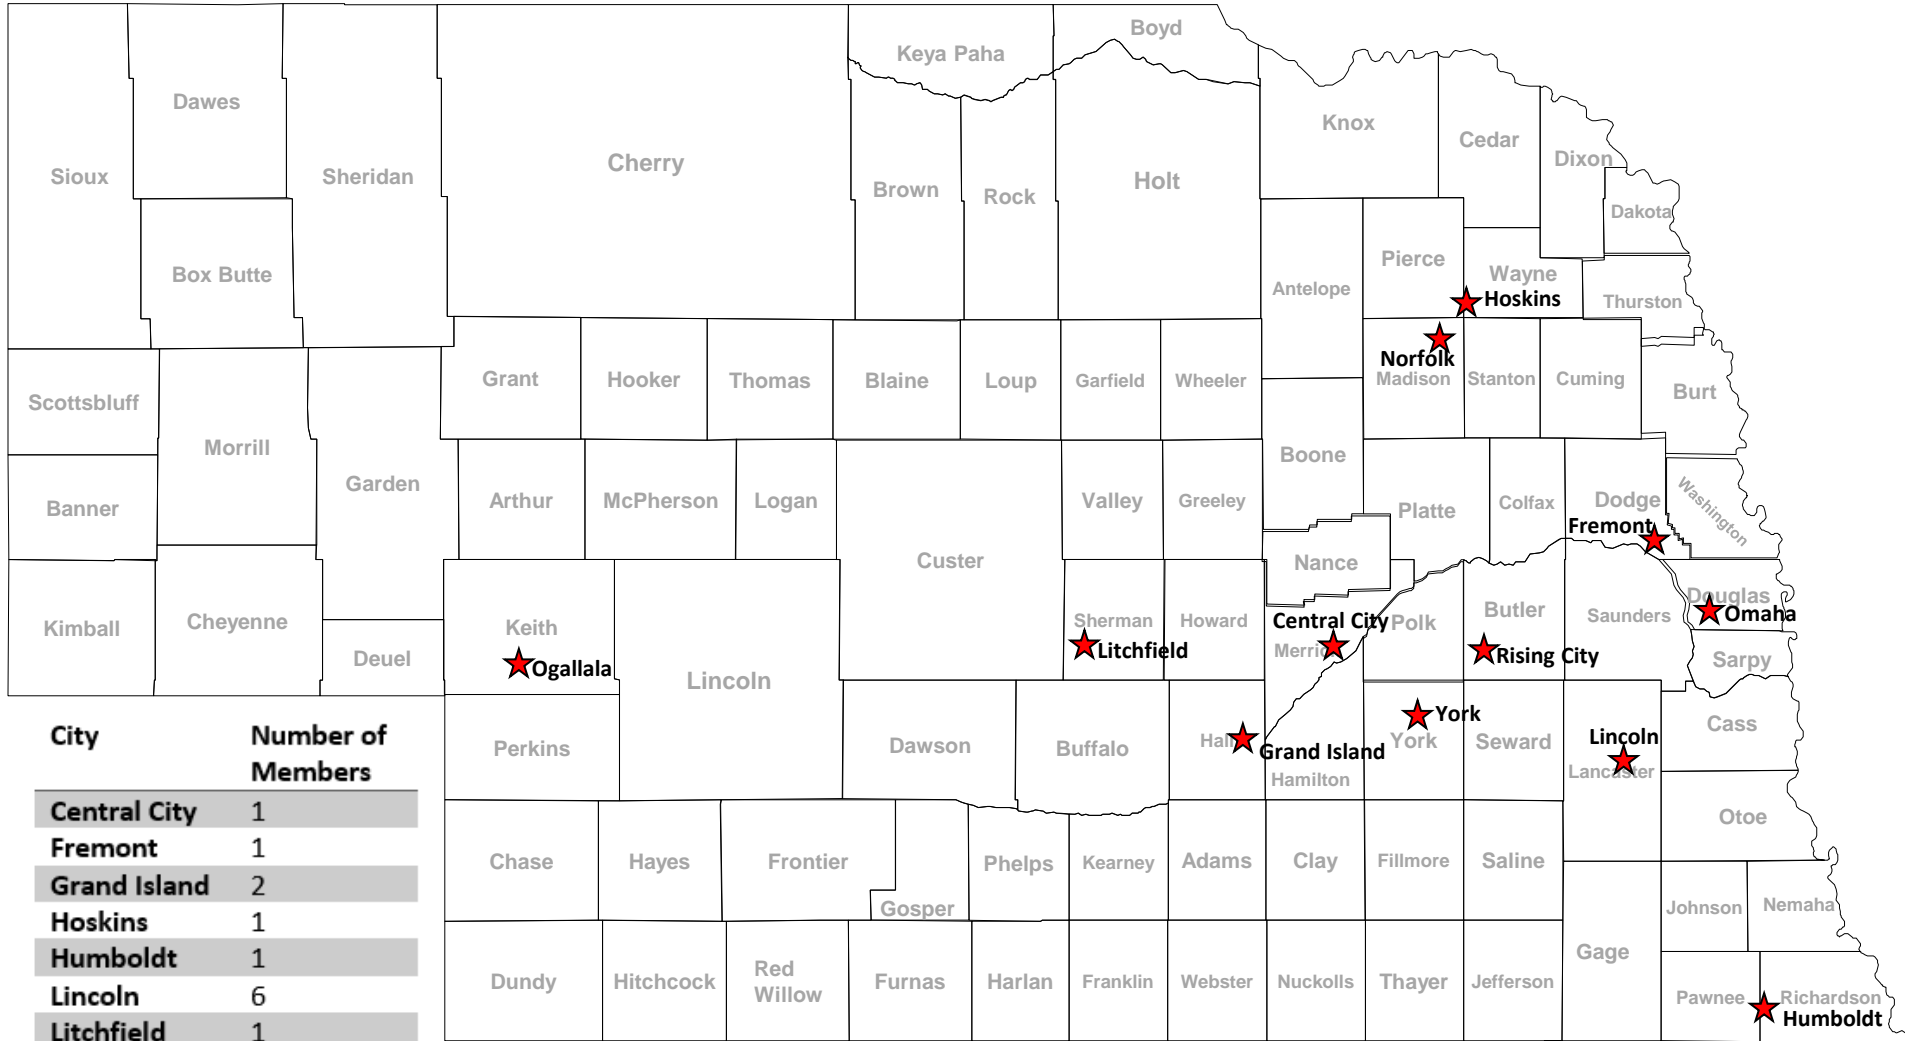 Boyd
Keya Paha
Dawes
Knox
Cedar
Dixon
Cherry
Sioux
Sheridan
Brown
Rock
Holt
Dakota
Box Butte
Pierce
Wayne
Antelope
Hoskins
Thurston
Norfolk
Grant
Hooker
Thomas
Blaine
Loup
Garfield
Wheeler
Madison
Stanton
Cuming
Burt
Scottsbluff
Morrill
Boone
Garden
Banner
Arthur
McPherson
Logan
Valley
Greeley
Platte
Colfax
Dodge
Washington
Fremont
Custer
Nance
Kimball
Cheyenne
Keith
Sherman
Howard
Central City
Polk
Butler
Saunders
Douglas
Omaha
Deuel
Ogallala
Litchfield
Merrick
Rising City
Sarpy
Lincoln
York
Perkins
Dawson
Buffalo
Hall
Grand Island
York
Seward
Lincoln
Cass
Hamilton
Lancaster
Otoe
Chase
Hayes
Frontier
Gosper
Phelps
Kearney
Adams
Clay
Fillmore
Saline
Johnson
Nemaha
Dundy
Hitchcock
Red
Willow
Furnas
Harlan
Franklin
Webster
Nuckolls
Thayer
Jefferson
Gage
Pawnee
Richardson
Humboldt
City Number of
Members
Central City 1
Fremont 1
Grand Island 2
Hoskins 1
Humboldt 1
Lincoln 6
Litchfield 1